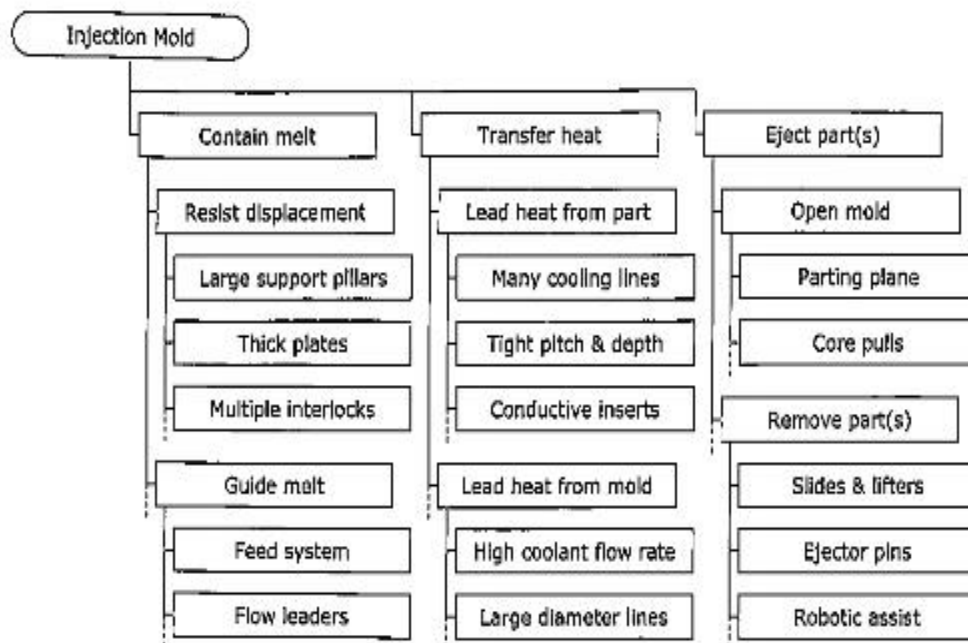 Injection Mold
Contain melt
Resist displacement
Large support pillars
Thick plates
Multiple interlocks
Guide melt
Feed system
Flow leaders
Transfer heat
Lead heat from part
Many cooling lines
Tight pitch & depth
Conductive inserts
Lead heat from mold
High coolant flow rate
Large diameter lines
Eject part(s)
Open mold
Parting plane
Core pulls
Remove part(s)
Slides & lifters
Ejector pins
Robotic assist